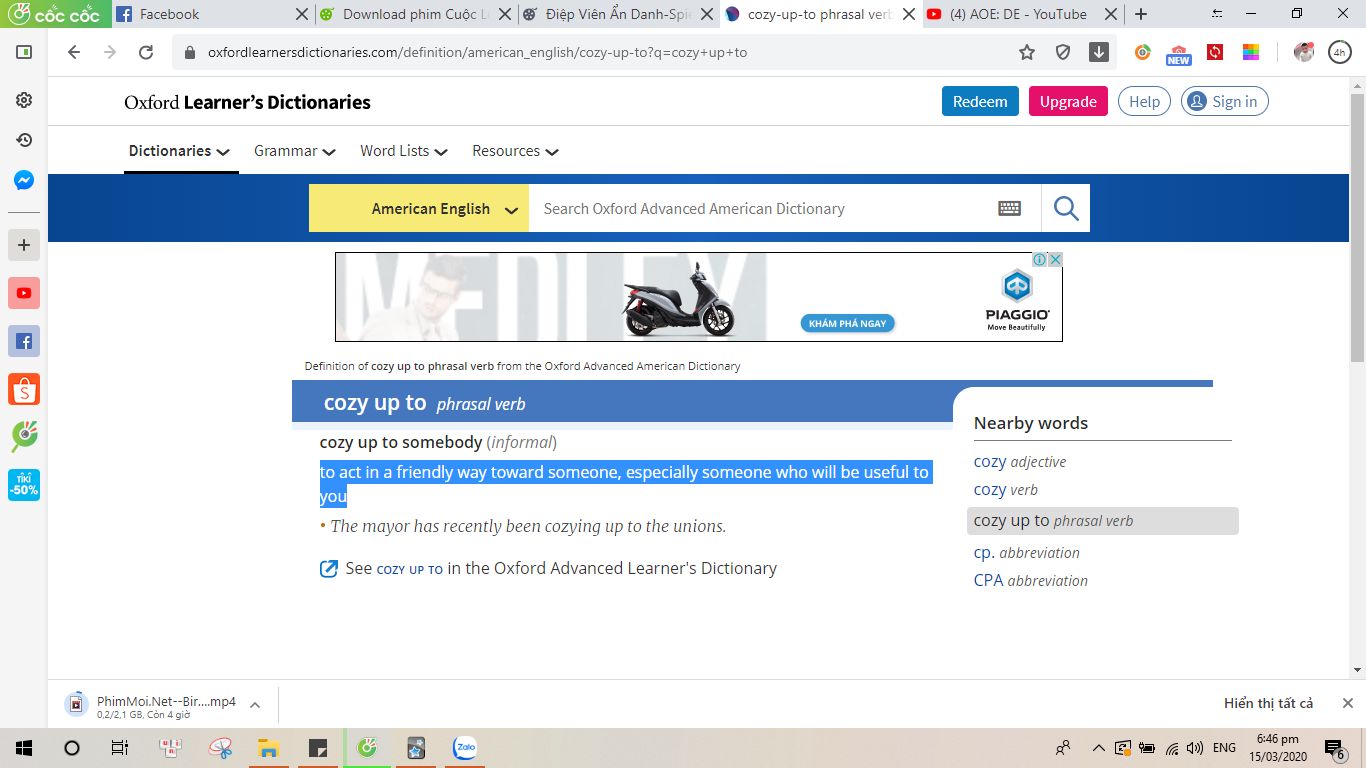 cốc cốc
Facebook
Download phim Cuộc L
Điệp Viên Ẩn Danh-Spie
cozy-up-to phrasal verb
(4) AOE: DE - YouTube
oxfordlearnersdictionaries.com/definition/american_english/cozy-up-to?q=cozy+up+to
NEW
4h
Oxford Learner's Dictionaries
Redeem
Upgrade
Help
Sign in
Dictionaries
Grammar
Word Lists
Resources
American English
Search Oxford Advanced American Dictionary
MEDLEY
KHÁM PHÁ NGAY
PIAGGIO
Move Beautifully
Definition of cozy up to phrasal verb from the Oxford Advanced American Dictionary
cozy up to phrasal verb
cozy up to somebody (informal)
to act in a friendly way toward someone, especially someone who will be useful to
you
• The mayor has recently been cozying up to the unions.
See COZY UP TO in the Oxford Advanced Learner's Dictionary
Nearby words
cozy adjective
cozy verb
cozy up to phrasal verb
cp. abbreviation
CPA abbreviation
TIKI
-50%
PhimMoi.Net--Bir....mp4
0,2/2,1 GB, Còn 4 giờ
Hiển thị tất cả
Zalo
ENG
6:46 pm
15/03/2020
6